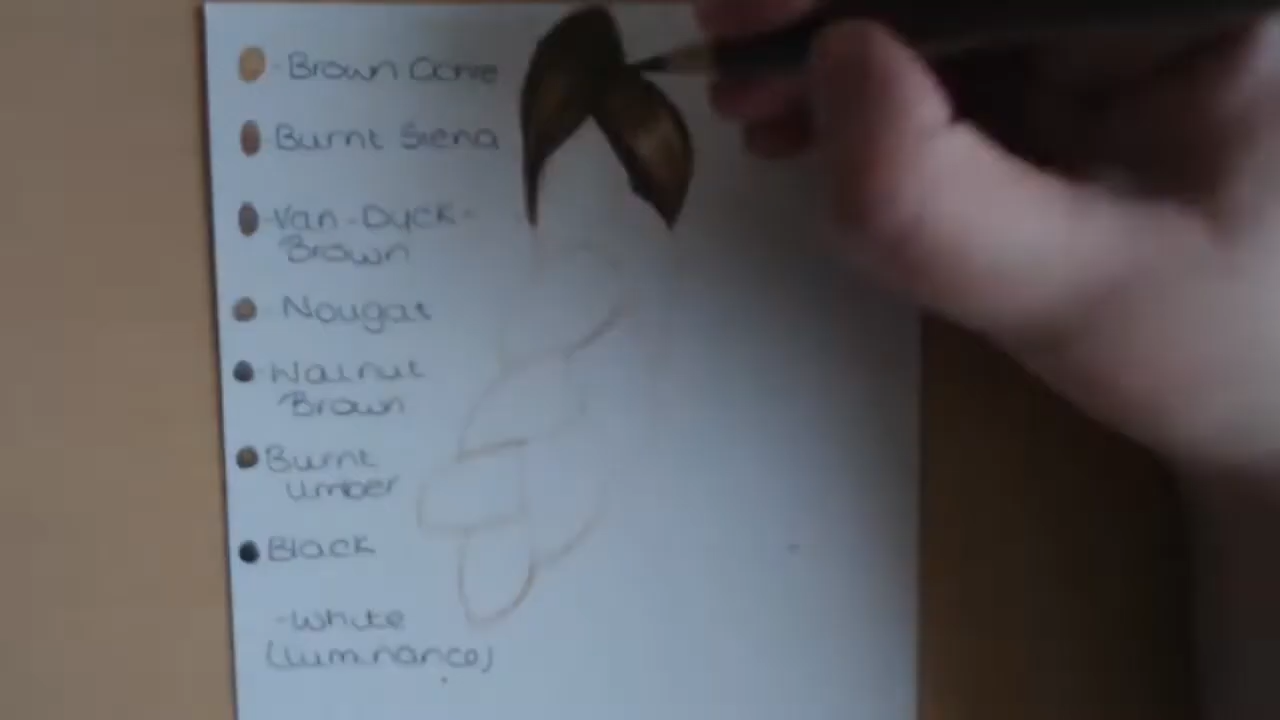 - Brown Ocre
- Burnt Siena
- Van-Dyck-
Brown
- Nougat
- Walnut
Brown
Burnt
umber
Black
- White
(Luminance)